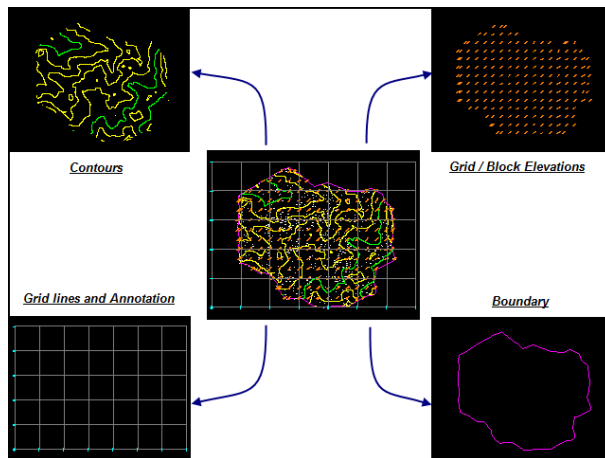 Contours
Grid / Block Elevations
Grid lines and Annotation
Boundary